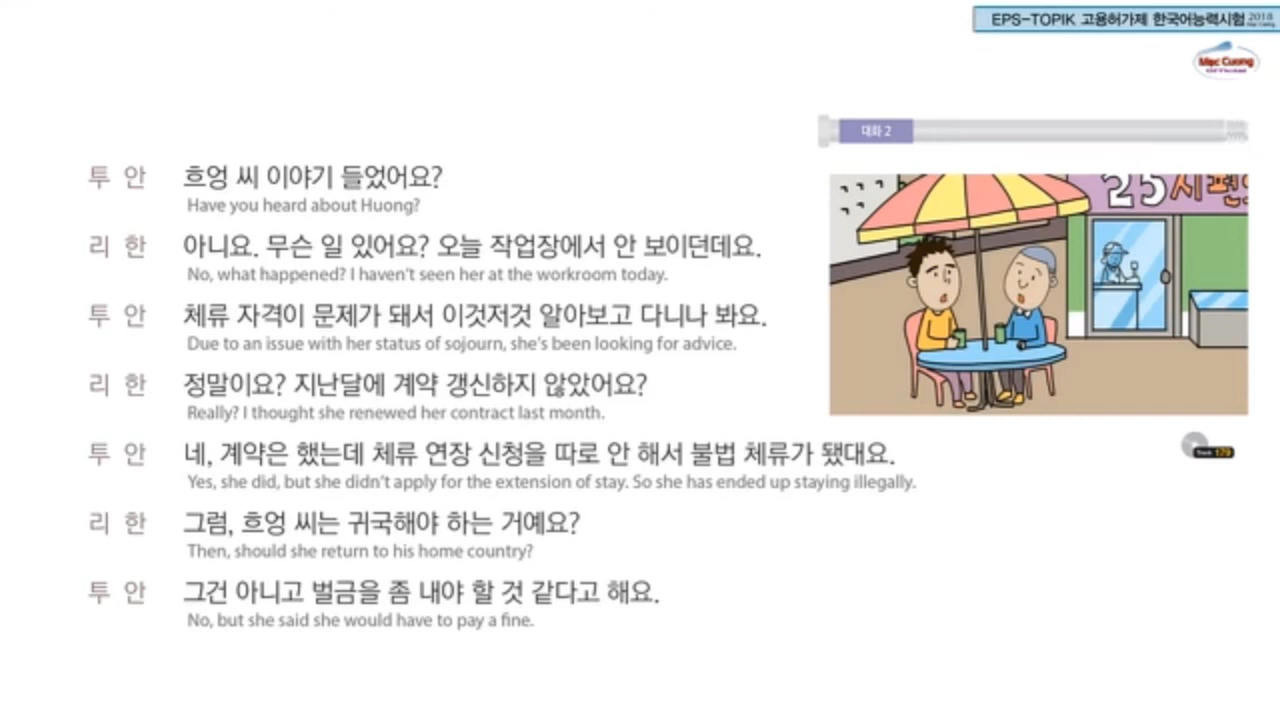 EPS-TOPIK 고용허가제 한국어능력시험 2018
Mạc Cường
대화 2
투 안 흐엉 씨 이야기 들었어요?
Have you heard about Huong?
리 한 아니요. 무슨 일 있어요? 오늘 작업장에서 안 보이던데요.
No, what happened? I haven't seen her at the workroom today.
투 안 체류 자격이 문제가 돼서 이것저것 알아보고 다니나 봐요.
Due to an issue with her status of sojourn, she's been looking for advice.
리 한 정말이요? 지난달에 계약 갱신하지 않았어요?
Really? I thought she renewed her contract last month.
투 안 네, 계약은 했는데 체류 연장 신청을 따로 안 해서 불법 체류가 됐대요.
Yes, she did, but she didn't apply for the extension of stay. So she has ended up staying illegally.
리 한 그럼, 흐엉 씨는 귀국해야 하는 거예요?
Then, should she return to his home country?
투 안 그건 아니고 벌금을 좀 내야 할 것 같다고 해요.
No, but she said she would have to pay a fine.
25시편의
Track 179